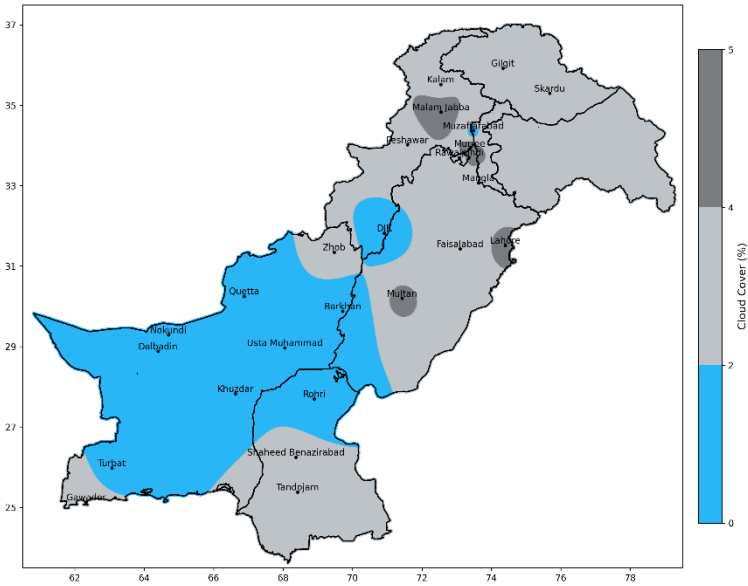 37
35
33
31
29
27
25
62
64
66
68
70
72
74
76
78
Gilgit
Kalam
Skardu
Malam Jabba
Muzaffarabad
Peshawar
Murree
Rawalpindi
Mangla
DIK
Zhob
Faisalabad
Lahore
Quetta
Multan
Barkhan
Nokundi
Dalbadin
Usta Muhammad
Khuzdar
Rohri
Shaheed Benazirabad
Turbat
Tandojam
Gawader
5
4
2
0
Cloud Cover (%)